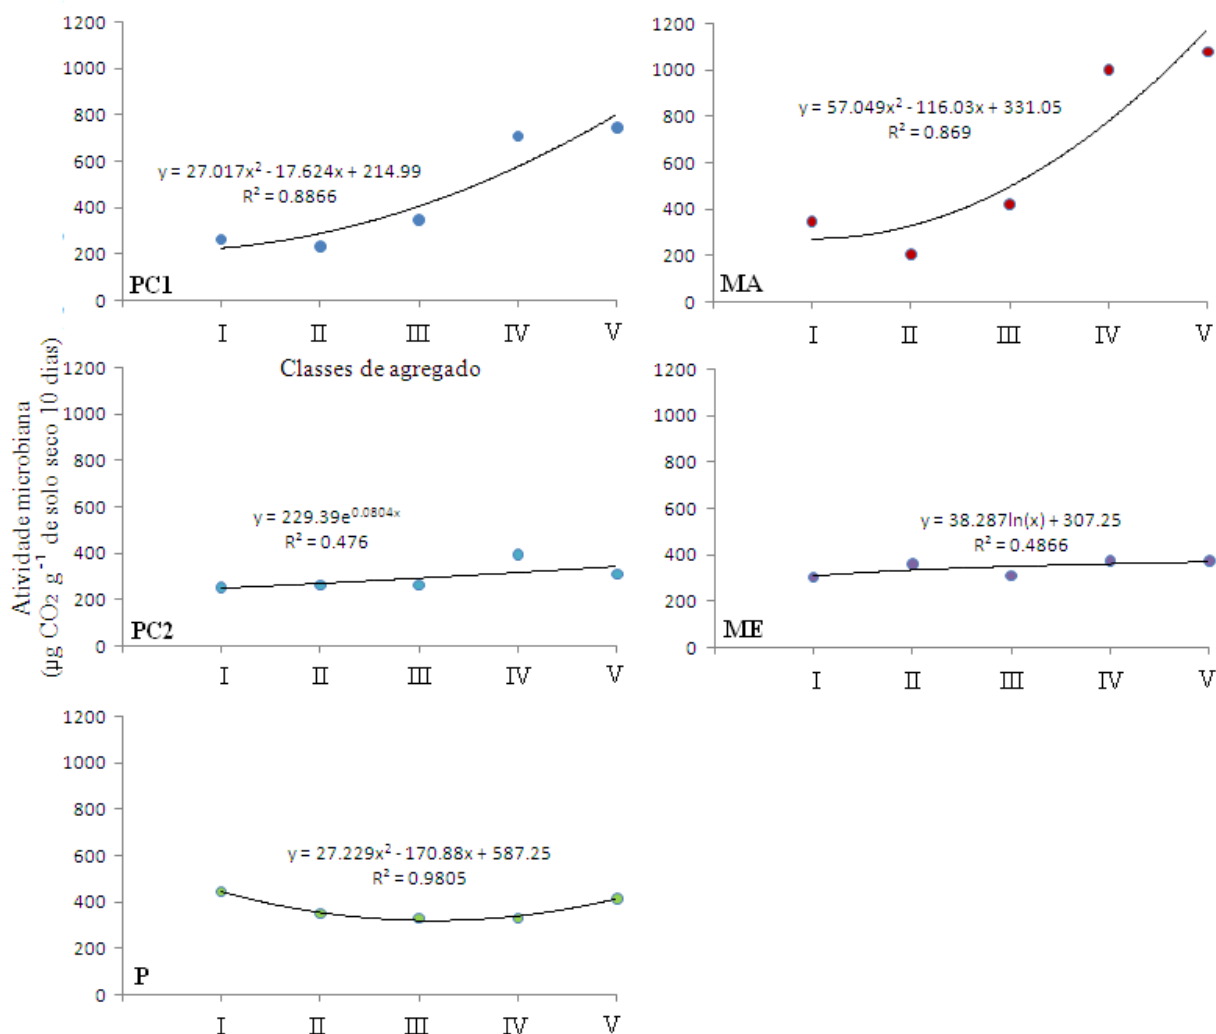 1200
1000
800
600
400
200
0
y = 27.017x² - 17.624x + 214.99
R² = 0.8866
PC1
I II III IV V
1200
1000
800
600
400
200
0
y = 57.049x² - 116.03x + 331.05
R² = 0.869
MA
I II III IV V
Classes de agregado
Atividade microbiana
(µg CO₂ g⁻¹ de solo seco 10 dias)
1200
1000
800
600
400
200
0
y = 229.39e^0.0804x
R² = 0.476
PC2
I II III IV V
1200
1000
800
600
400
200
0
y = 38.287ln(x) + 307.25
R² = 0.4866
ME
I II III IV V
1200
1000
800
600
400
200
0
y = 27.229x² - 170.88x + 587.25
R² = 0.9805
P
I II III IV V